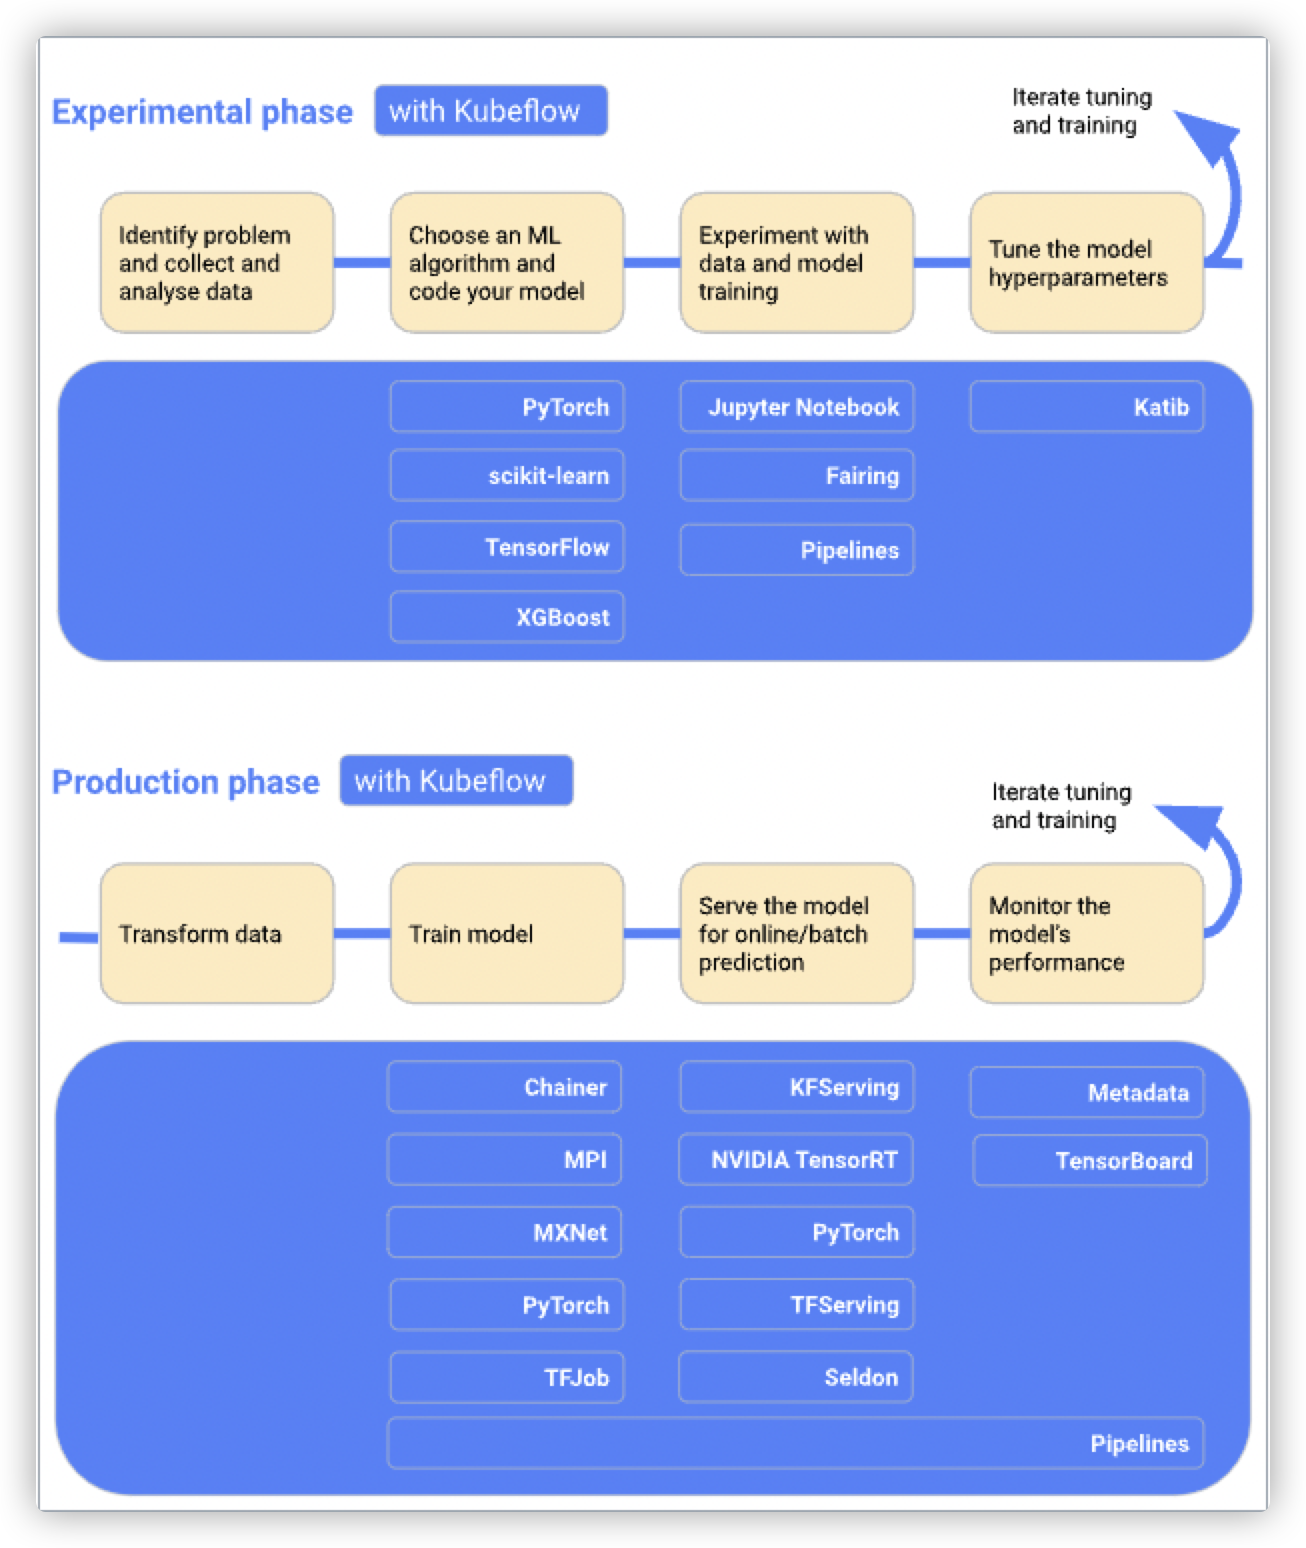 Experimental phase with Kubeflow
Iterate tuning
and training
Identify problem
and collect and
analyse data
Choose an ML
algorithm and
code your model
Experiment with
data and model
training
Tune the model
hyperparameters
PyTorch
scikit-learn
TensorFlow
XGBoost
Jupyter Notebook
Fairing
Pipelines
Katib
Production phase with Kubeflow
Iterate tuning
and training
Transform data
Train model
Serve the model
for online/batch
prediction
Monitor the
model's
performance
Chainer
MPI
MXNet
PyTorch
TFJob
KFServing
NVIDIA TensorRT
PyTorch
TFServing
Seldon
Metadata
TensorBoard
Pipelines